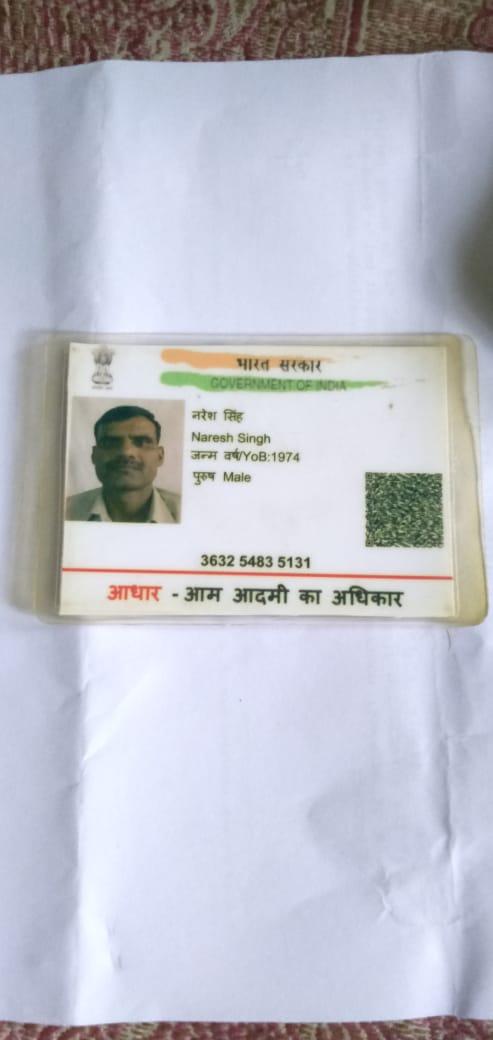 भारत सरकार
GOVERNMENT OF INDIA
नरेश सिंह
Naresh Singh
जन्म वर्ष/YoB:1974
पुरुष Male
3632 5483 5131
आधार - आम आदमी का अधिकार